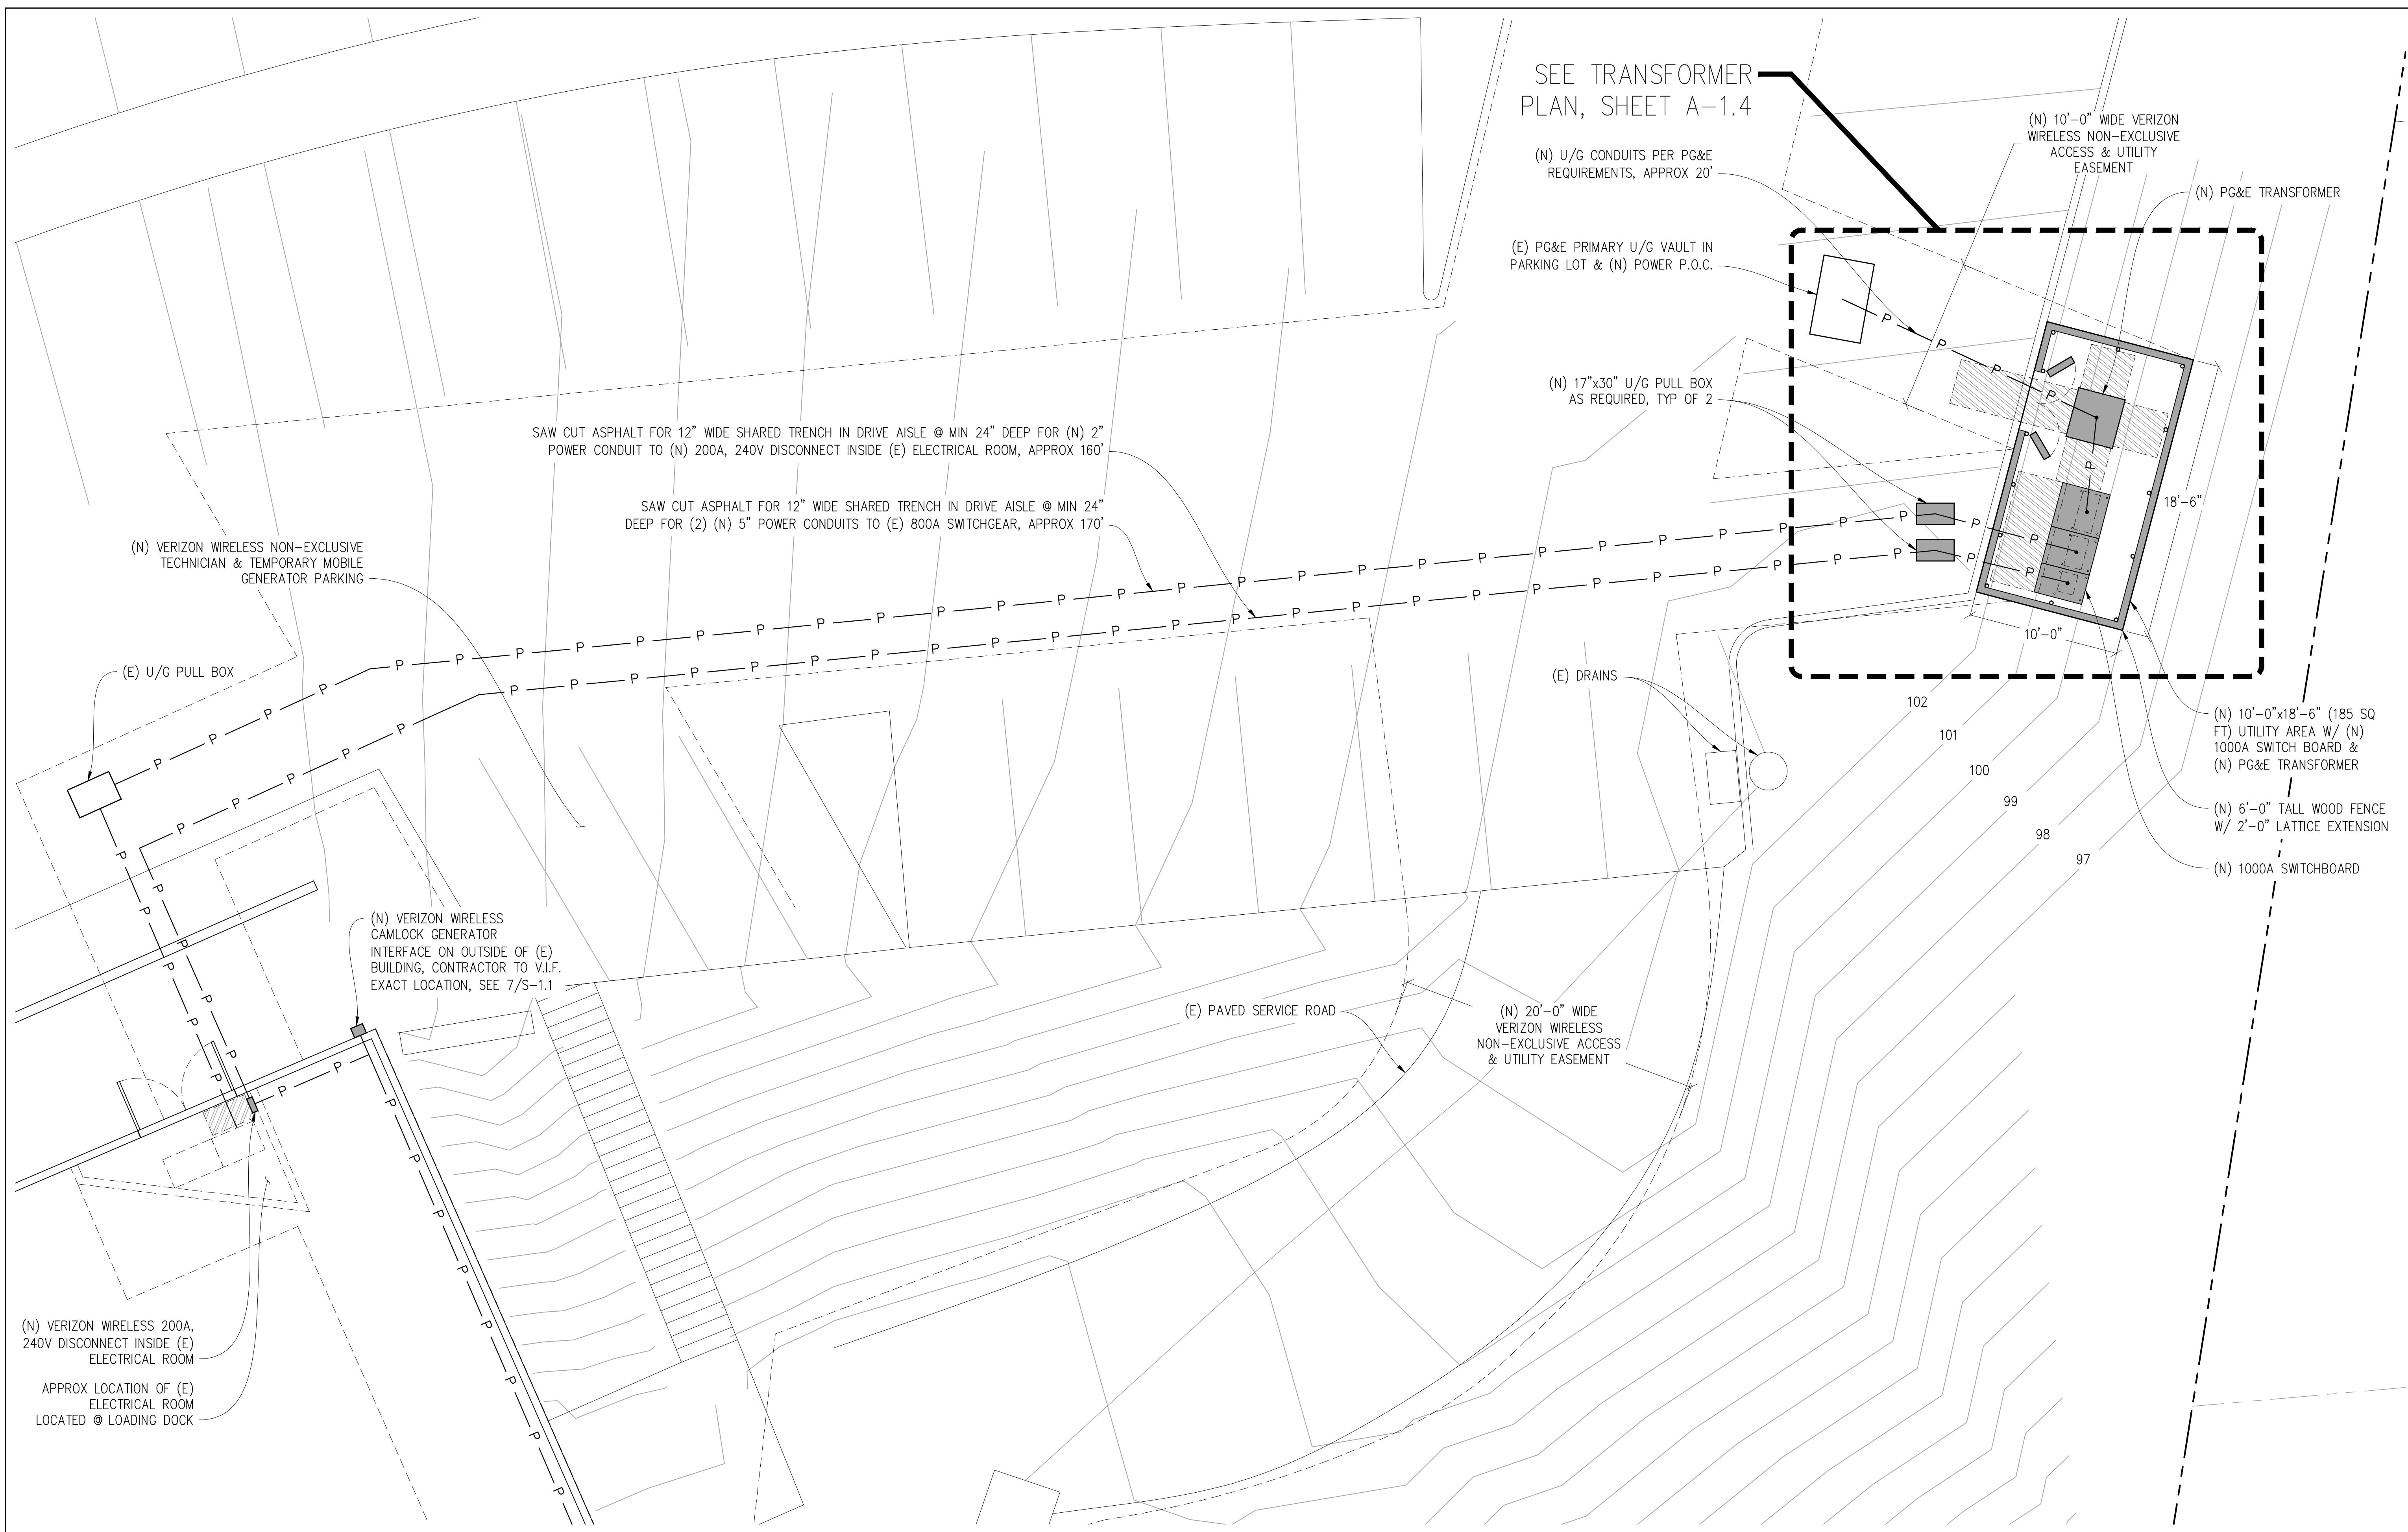 SEE TRANSFORMER
PLAN, SHEET A-1.4
(N) 10'-0" WIDE VERIZON
WIRELESS NON-EXCLUSIVE
ACCESS & UTILITY
EASEMENT
(N) U/G CONDUITS PER PG&E
REQUIREMENTS, APPROX 20'
(N) PG&E TRANSFORMER
(E) PG&E PRIMARY U/G VAULT IN
PARKING LOT & (N) POWER P.O.C.
(N) 17"x30" U/G PULL BOX
AS REQUIRED, TYP OF 2
SAW CUT ASPHALT FOR 12" WIDE SHARED TRENCH IN DRIVE AISLE @ MIN 24" DEEP FOR (N) 2"
POWER CONDUIT TO (N) 200A, 240V DISCONNECT INSIDE (E) ELECTRICAL ROOM, APPROX 160'
SAW CUT ASPHALT FOR 12" WIDE SHARED TRENCH IN DRIVE AISLE @ MIN 24"
DEEP FOR (2) (N) 5" POWER CONDUITS TO (E) 800A SWITCHGEAR, APPROX 170'
18'-6"
10'-0"
(N) VERIZON WIRELESS NON-EXCLUSIVE
TECHNICIAN & TEMPORARY MOBILE
GENERATOR PARKING
(E) U/G PULL BOX
(E) DRAINS
102
101
100
99
98
97
(N) 10'-0"x18'-6" (185 SQ
FT) UTILITY AREA W/ (N)
1000A SWITCH BOARD &
(N) PG&E TRANSFORMER
(N) 6'-0" TALL WOOD FENCE
W/ 2'-0" LATTICE EXTENSION
(N) 1000A SWITCHBOARD
(N) VERIZON WIRELESS
CAMLOCK GENERATOR
INTERFACE ON OUTSIDE OF (E)
BUILDING, CONTRACTOR TO V.I.F.
EXACT LOCATION, SEE 7/S-1.1
(E) PAVED SERVICE ROAD
(N) 20'-0" WIDE
VERIZON WIRELESS
NON-EXCLUSIVE ACCESS
& UTILITY EASEMENT
(N) VERIZON WIRELESS 200A,
240V DISCONNECT INSIDE (E)
ELECTRICAL ROOM
APPROX LOCATION OF (E)
ELECTRICAL ROOM
LOCATED @ LOADING DOCK